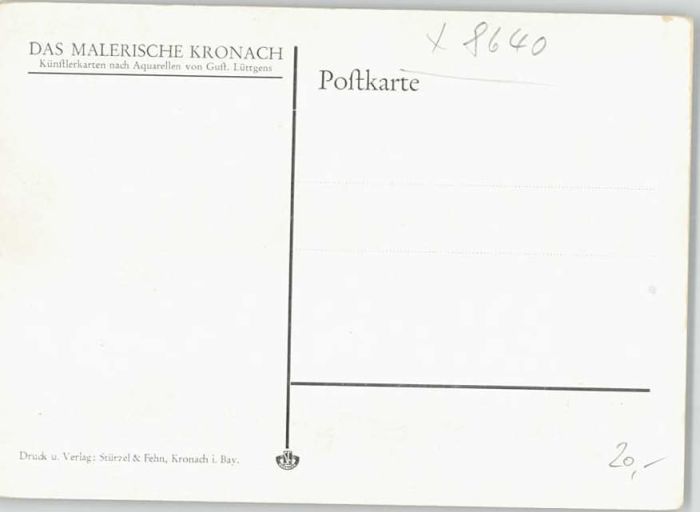 DAS MALERISCHE KRONACH
Künſtlerkarten nach Aquarellen von Guſt. Lüttgens
x 8640
Poſtkarte
Druck u. Verlag: Stürzel & Fehn, Kronach i. Bay.
20,-